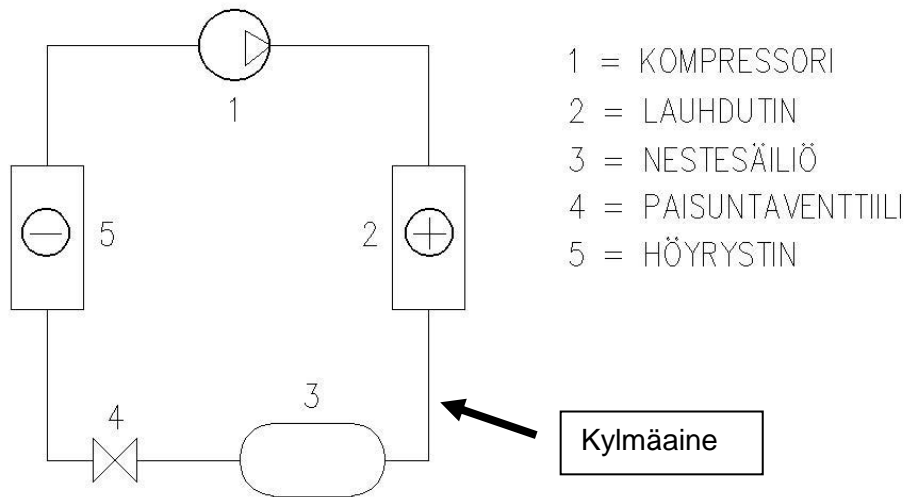 1
5
2
4
3
1 = KOMPRESSORI
2 = LAUHDUTIN
3 = NESTESÄILIÖ
4 = PAISUNTAVENTTIILI
5 = HÖYRYSTIN
Kylmäaine